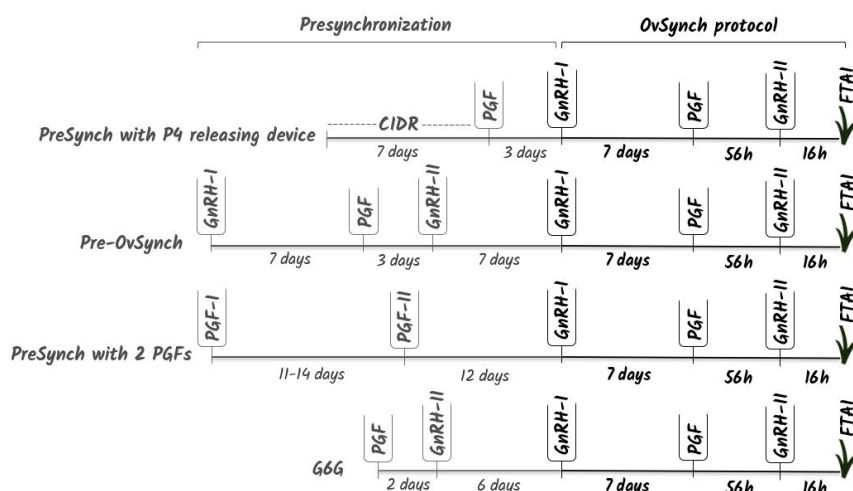 Presynchronization OvSynch protocol
PGF GnRH-I PGF GnRH-II FTAI
CIDR
PreSynch with P4 releasing device
7 days 3 days 7 days 56h 16h
GnRH-I PGF GnRH-II GnRH-I PGF GnRH-II FTAI
Pre-OvSynch
7 days 3 days 7 days 7 days 56h 16h
PGF-I PGF-II GnRH-I PGF GnRH-II FTAI
PreSynch with 2 PGFs
11-14 days 12 days 7 days 56h 16h
PGF GnRH-II GnRH-I PGF GnRH-II FTAI
G6G
2 days 6 days 7 days 56h 16h